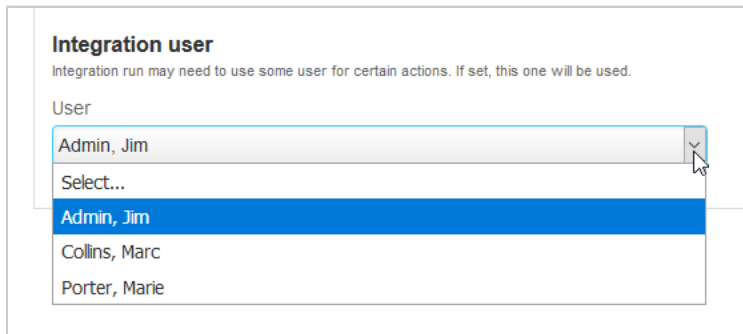 Integration user
Integration run may need to use some user for certain actions. If set, this one will be used.
User
Admin, Jim
Select...
Admin, Jim
Collins, Marc
Porter, Marie